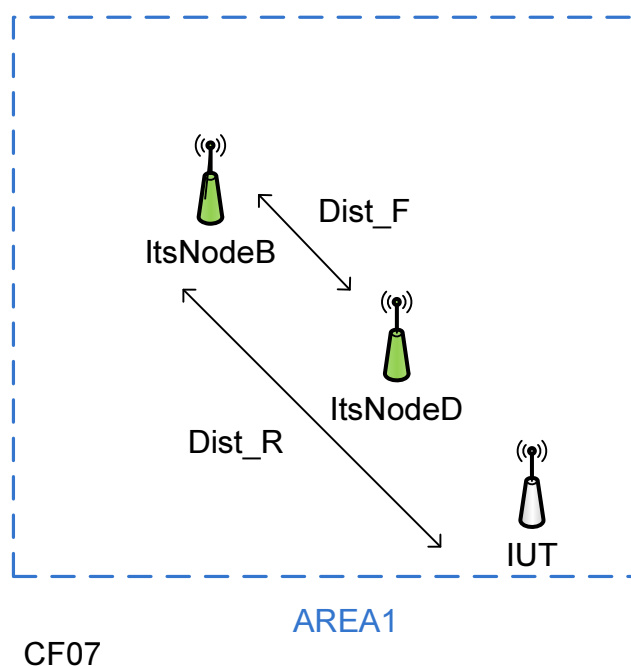 Dist_F
ItsNodeB
ItsNodeD
Dist_R
IUT
AREA1
CF07